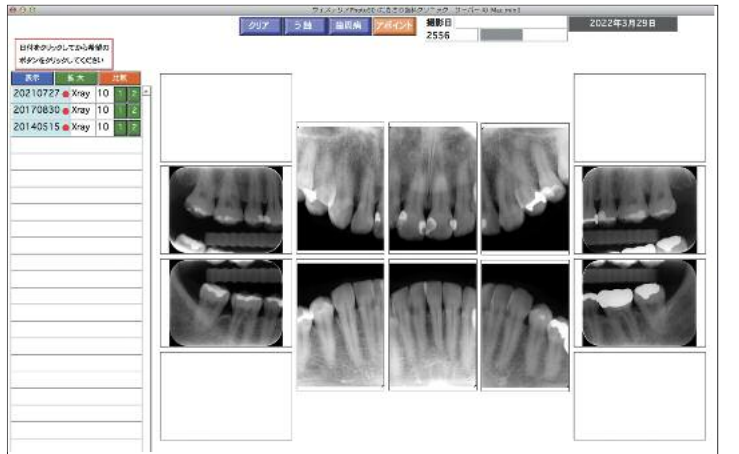 クリア う蝕 歯周病 アポイント 撮影日 2022年3月29日
2556
日付をクリックしてから希望の
ボタンをクリックしてください
表示 拡大 比較
20210727 Xray 10 1 2
20170830 Xray 10 1 2
20140515 Xray 10 1 2